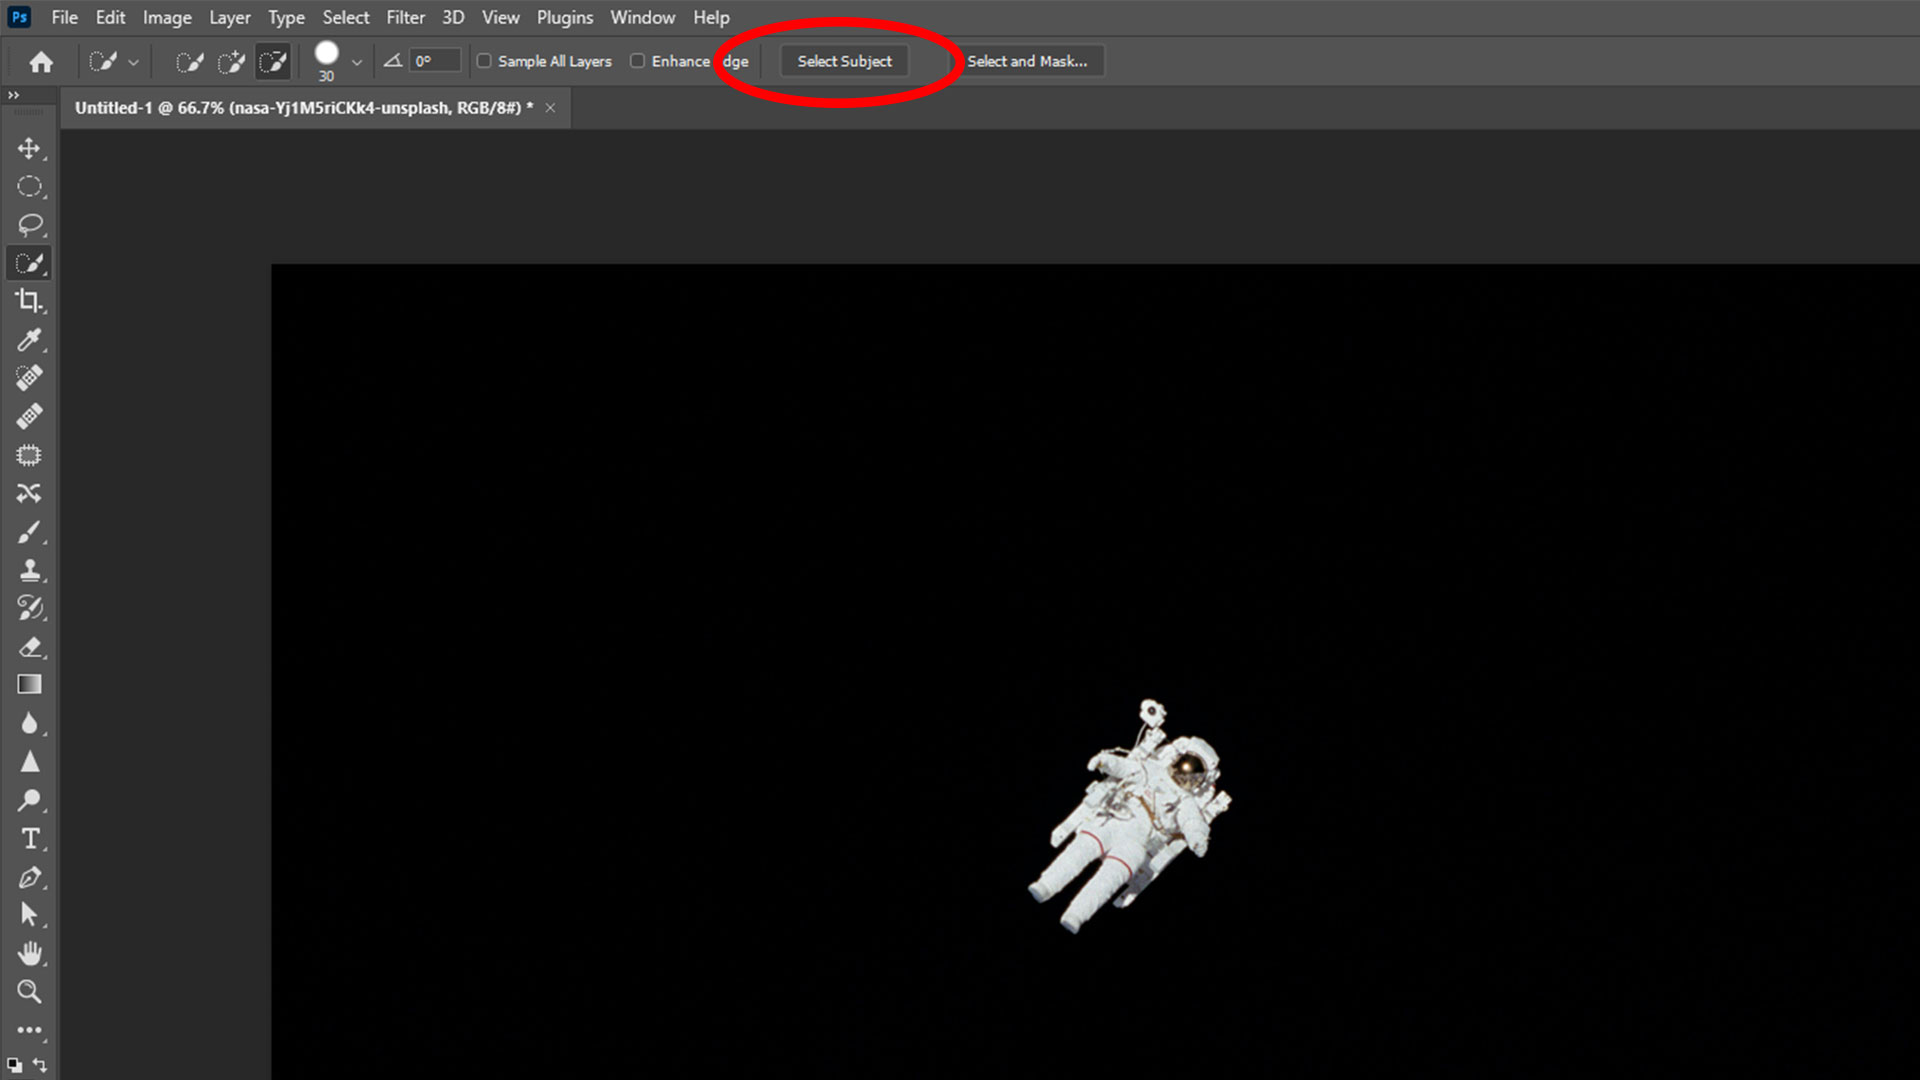 Ps File Edit Image Layer Type Select Filter 3D View Plugins Window Help
30 0° Sample All Layers Enhance dge Select Subject Select and Mask...
Untitled-1 @ 66.7% (nasa-Yj1M5riCKk4-unsplash, RGB/8#) * ×
T